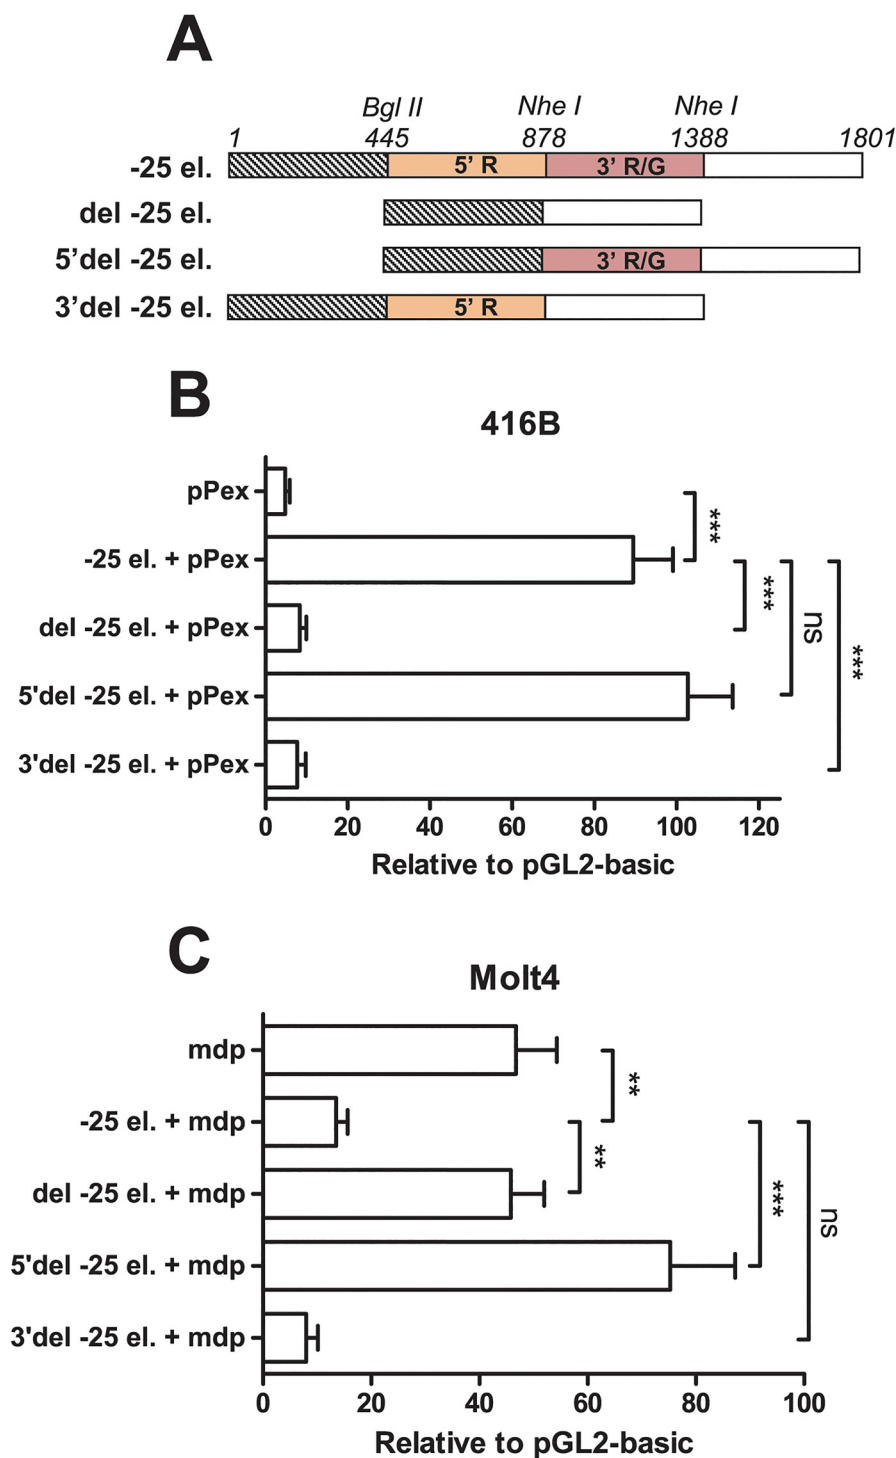 A
Bgl II Nhe I Nhe I
1 445 878 1388 1801
-25 el. 5’ R 3’ R/G
del -25 el.
5’del -25 el. 3’ R/G
3’del -25 el. 5’ R
B
416B
pPex
***
-25 el. + pPex
***
del -25 el. + pPex
ns
***
5'del -25 el. + pPex
3'del -25 el. + pPex
0 20 40 60 80 100 120
Relative to pGL2-basic
C
Molt4
mdp
**
-25 el. + mdp
**
del -25 el. + mdp
***
ns
5'del -25 el. + mdp
3'del -25 el. + mdp
0 20 40 60 80 100
Relative to pGL2-basic